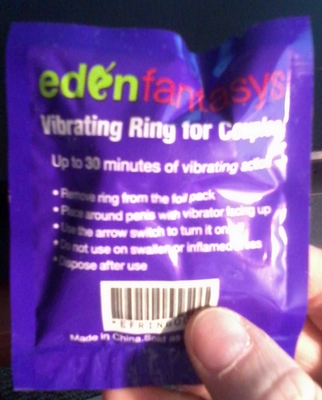 edenfantasys
Vibrating Ring for Couples
Up to 30 minutes of vibrating action
• Remove ring from the foil pack
• Place around penis with vibrator facing up
• Use the arrow switch to turn it on
• Do not use on swollen or inflamed
• Dispose after use
Made in China.